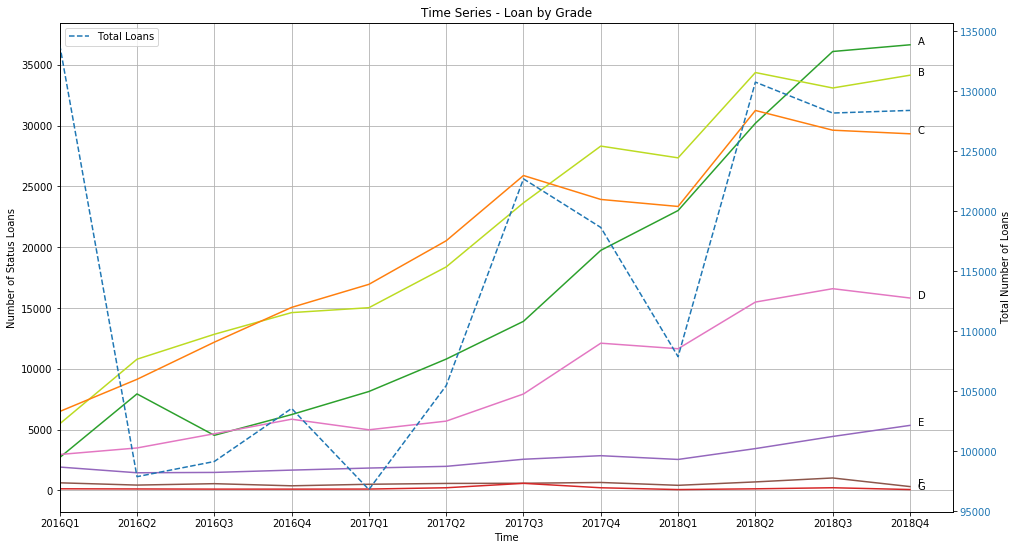 Time Series - Loan by Grade
Total Loans
Number of Status Loans
35000
30000
25000
20000
15000
10000
5000
0
A
B
C
D
E
F
G
135000
130000
125000
120000
115000
110000
105000
100000
95000
Total Number of Loans
2016Q1 2016Q2 2016Q3 2016Q4 2017Q1 2017Q2 2017Q3 2017Q4 2018Q1 2018Q2 2018Q3 2018Q4
Time